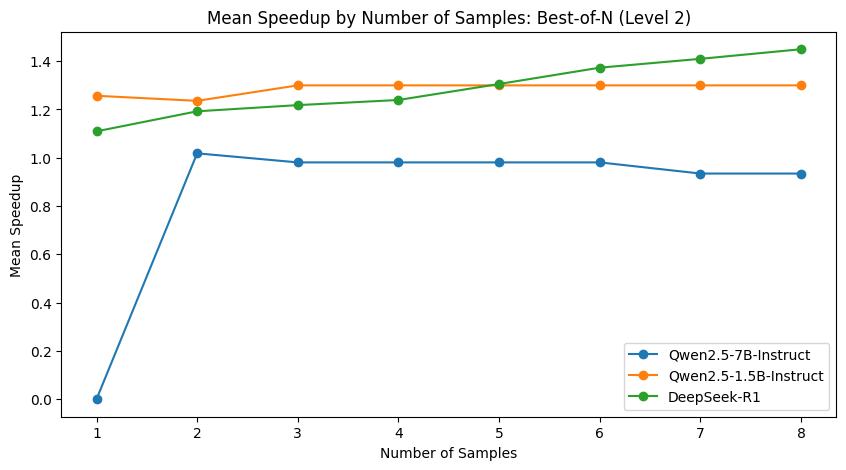 Mean Speedup by Number of Samples: Best-of-N (Level 2)
Mean Speedup
1.4
1.2
1.0
0.8
0.6
0.4
0.2
0.0
1 2 3 4 5 6 7 8
Number of Samples
Qwen2.5-7B-Instruct
Qwen2.5-1.5B-Instruct
DeepSeek-R1